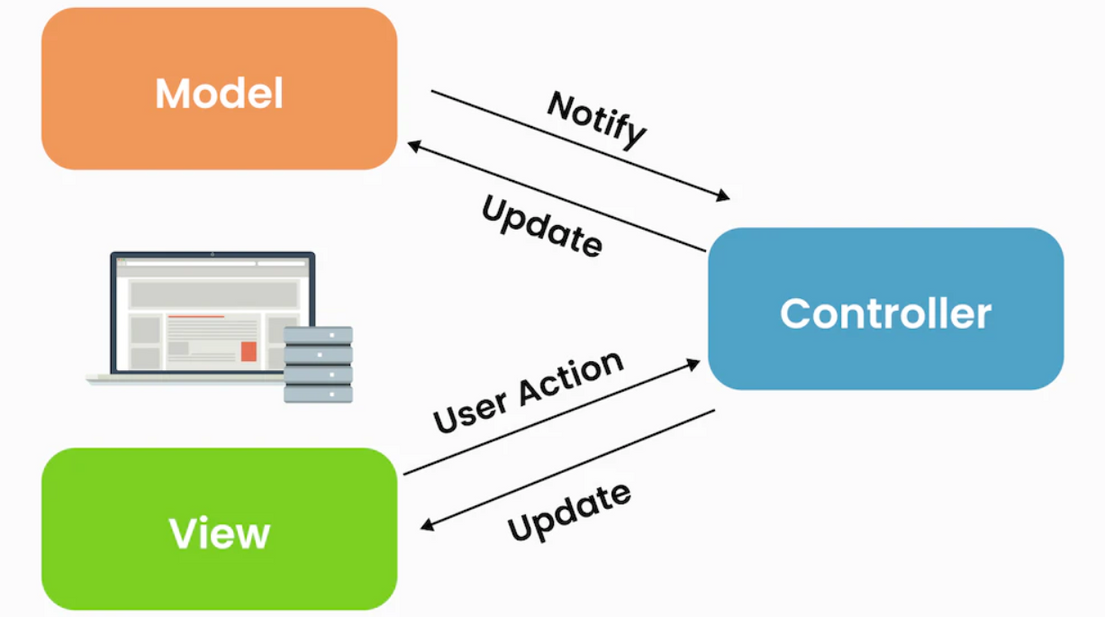 Model
Notify
Update
Controller
User Action
Update
View